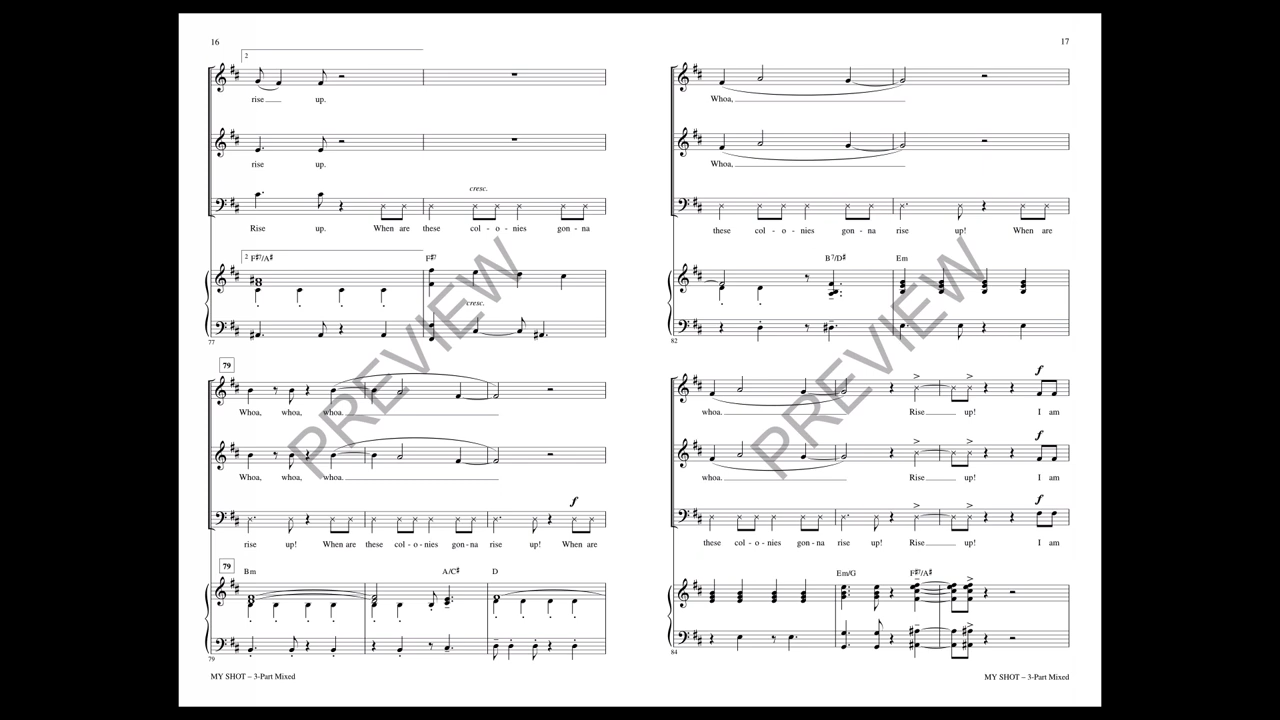 16
2
rise up.
rise up.
cresc.
Rise up. When are these col - o - nies gon - na
2 F♯7/A♯ F♯7
cresc.
77
79
Whoa, whoa, whoa.
Whoa, whoa, whoa.
f
rise up! When are these col - o - nies gon - na rise up! When are
79
Bm A/C♯ D
79
MY SHOT – 3-Part Mixed
17
Whoa,
Whoa,
these col - o - nies gon - na rise up! When are
B7/D♯ Em
82
f
whoa. Rise up! I am
f
whoa. Rise up! I am
f
these col - o - nies gon - na rise up! Rise up! I am
Em/G F♯7/A♯
84
MY SHOT – 3-Part Mixed
PREVIEW
PREVIEW